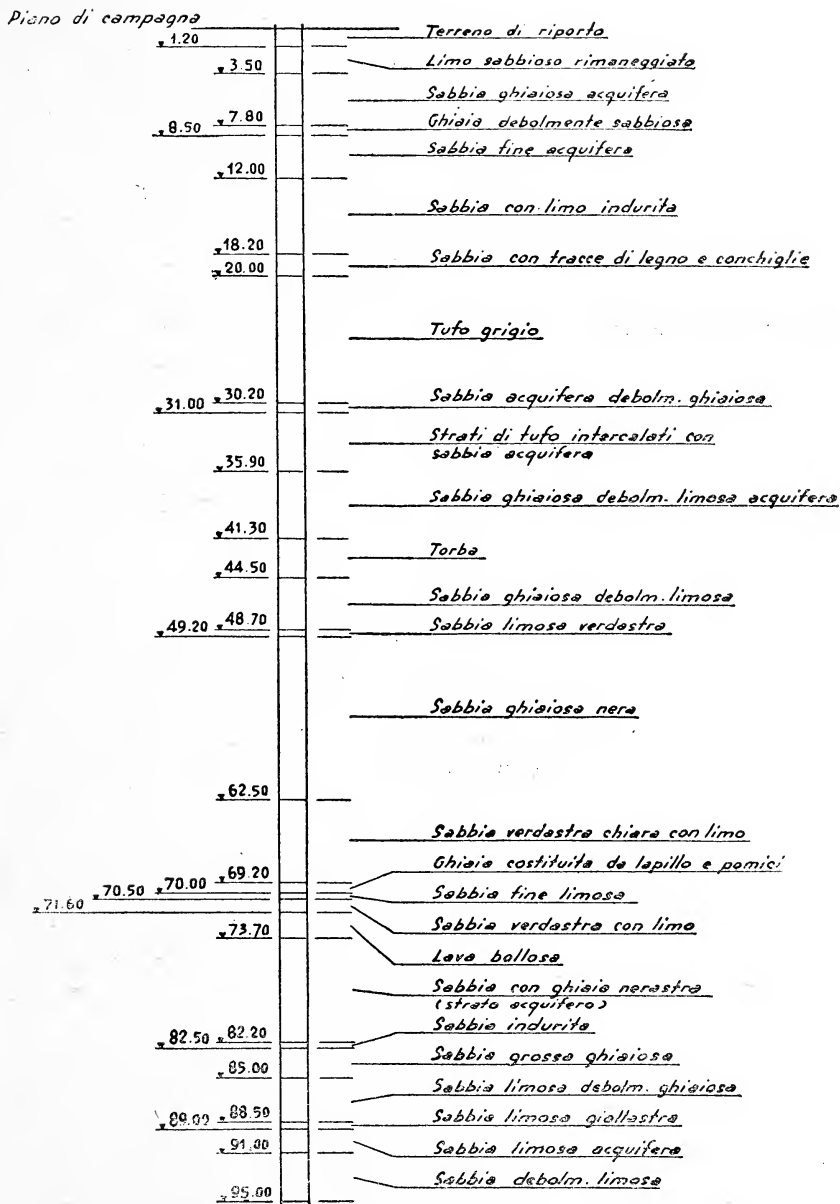 Piano di campagna
Terreno di riporto
1.20
Limo sabbioso rimaneggiato
3.50
Sabbia ghiaiosa acquifera
7.80
Ghiaia debolmente sabbiosa
8.50
Sabbia fine acquifera
12.00
Sabbia con limo indurita
18.20
Sabbia con tracce di legno e conchiglie
20.00
Tufo grigio
30.20
Sabbia acquifera debolm. ghiaiosa
31.00
Strati di tufo intercalati con
sabbia acquifera
35.90
Sabbia ghiaiosa debolm. limosa acquifera
41.30
Torba
44.50
Sabbia ghiaiosa debolm. limosa
48.70
Sabbia limosa verdastra
49.20
Sabbia ghiaiosa nera
62.50
Sabbia verdastra chiara con limo
Ghiaia costituita da lapillo e pomici
69.20
70.00
Sabbia fine limosa
70.50
71.60
Sabbia verdastra con limo
73.70
Lava bollosa
Sabbia con ghiaia nerastra
(strato acquifero)
Sabbia indurita
82.20
82.50
Sabbia grossa ghiaiosa
85.00
Sabbia limosa debolm. ghiaiosa
88.50
Sabbia limosa giallastra
89.00
91.00
Sabbia limosa acquifera
Sabbia debolm. limosa
95.00